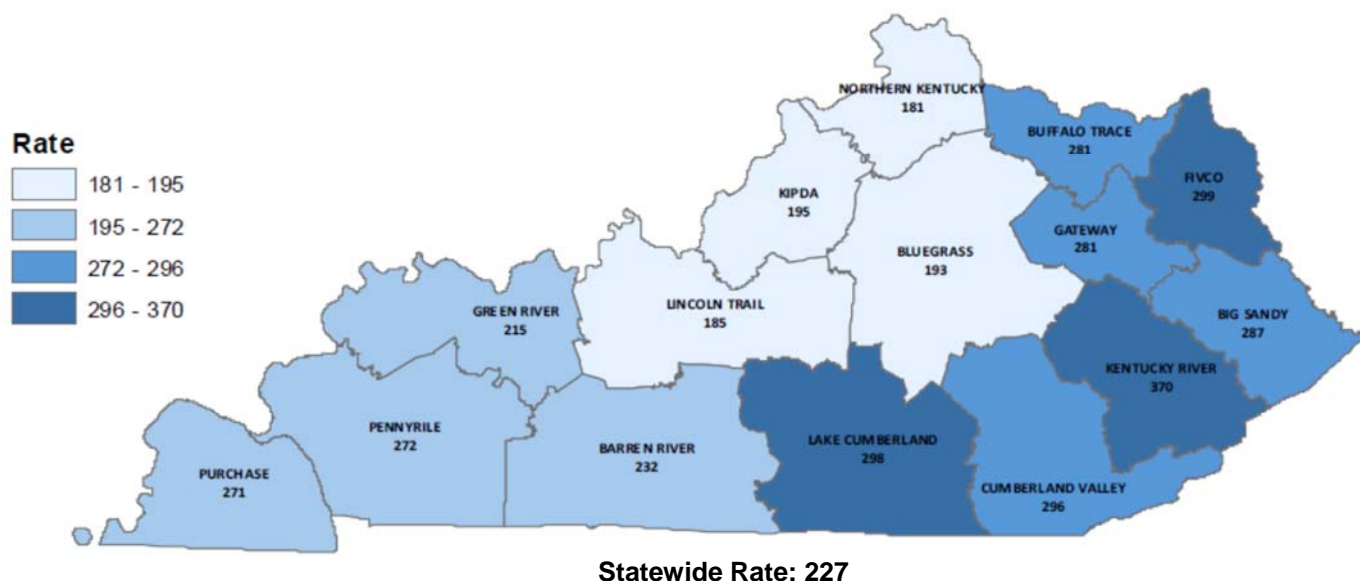 Rate
181 - 195
195 - 272
272 - 296
296 - 370
NORTHERN KENTUCKY
181
BUFFALO TRACE
281
FIVCO
299
KIPDA
195
GATEWAY
281
BLUEGRASS
193
LINCOLN TRAIL
185
GREEN RIVER
215
BIG SANDY
287
KENTUCKY RIVER
370
PENNYRILE
272
BARREN RIVER
232
LAKE CUMBERLAND
298
PURCHASE
271
CUMBERLAND VALLEY
296
Statewide Rate: 227